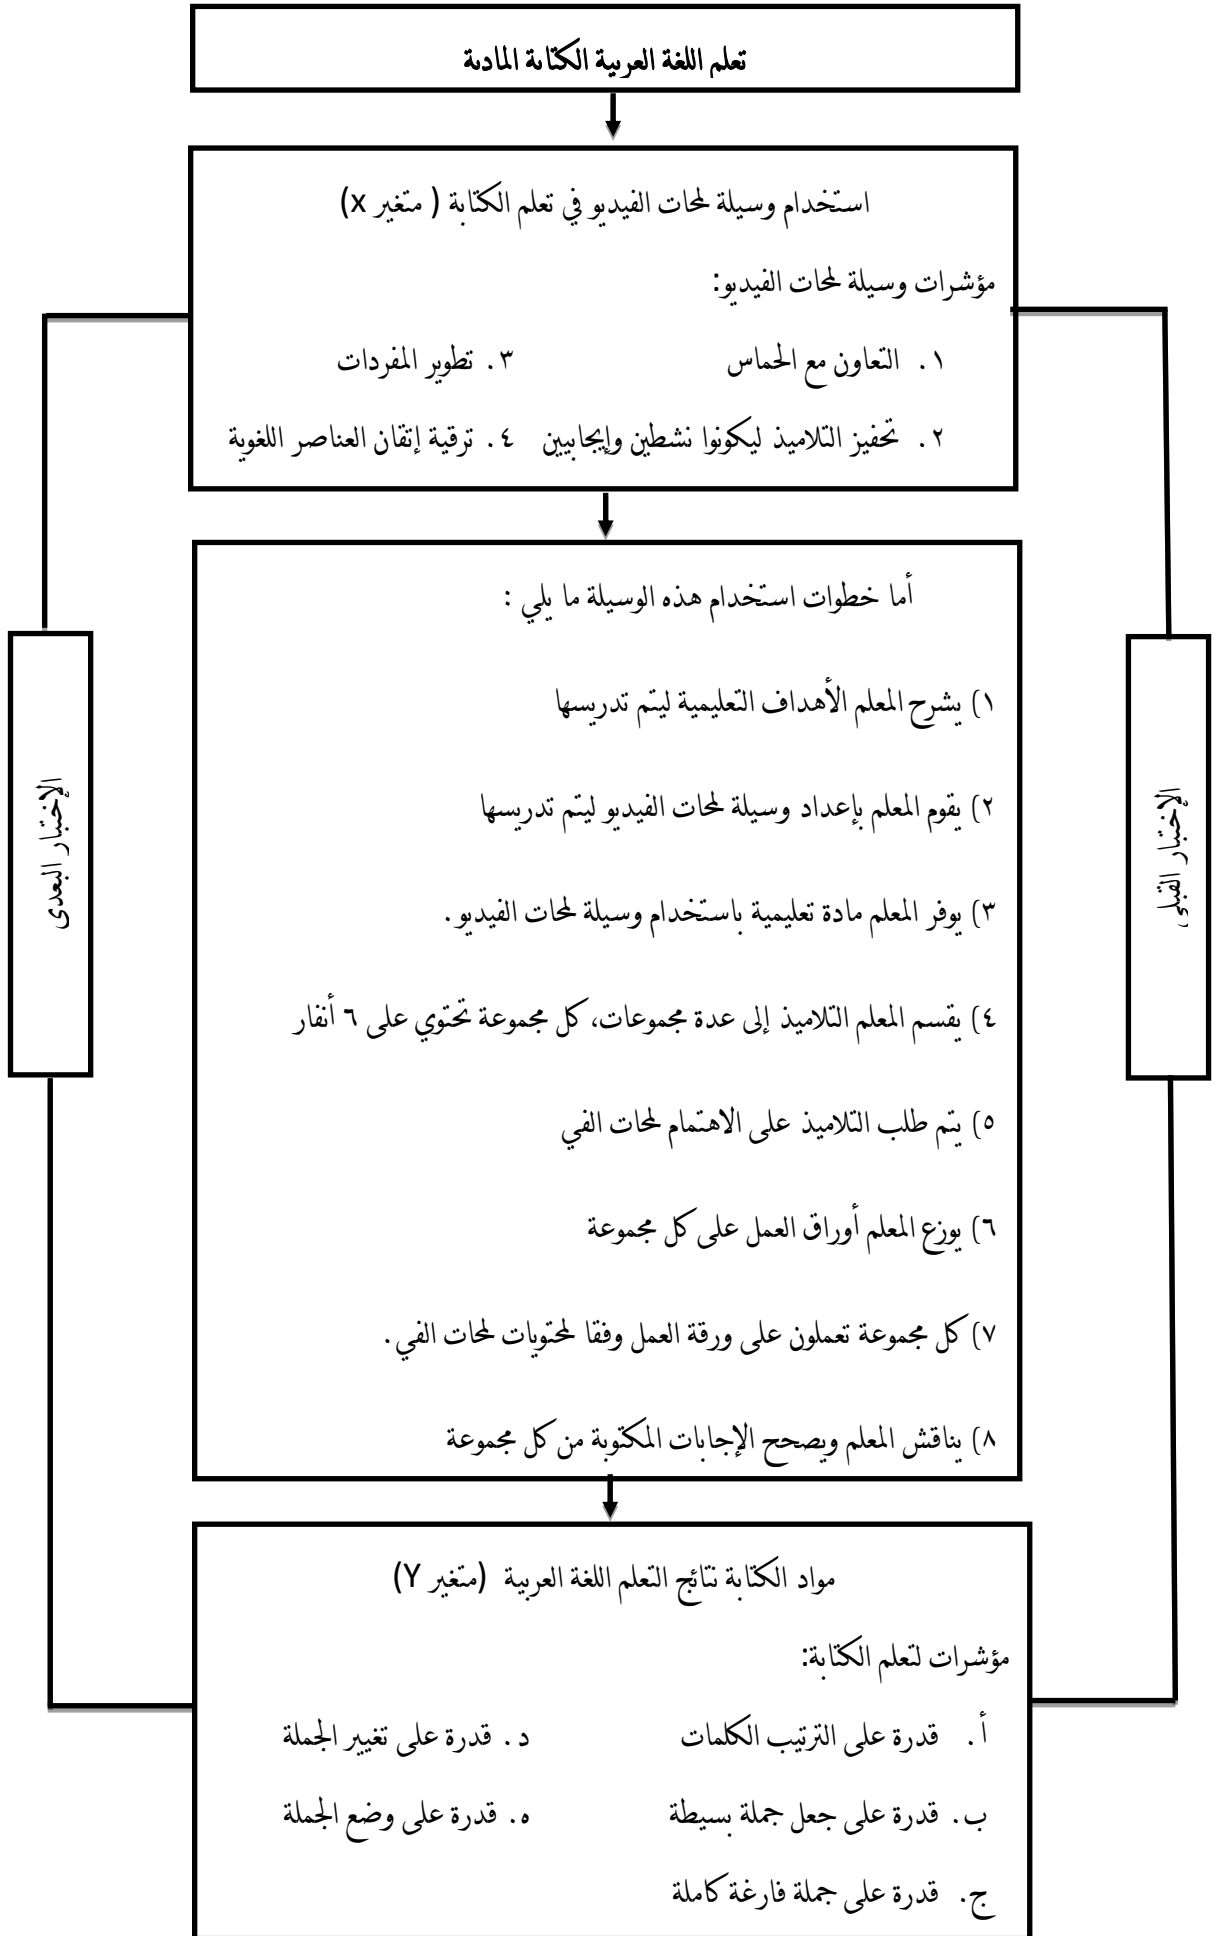 تعلم اللغة العربية الكتابة المادية
استخدام وسيلة لمحات الفيديو في تعلم الكتابة ( متغير x)
مؤشرات وسيلة لمحات الفيديو:
١. التعاون مع الحماس ٣. تطوير المفردات
٢. تحفيز التلاميذ ليكونوا نشطين وإيجابيين ٤. ترقية إتقان العناصر اللغوية
أما خطوات استخدام هذه الوسيلة ما يلي :
١) يشرح المعلم الأهداف التعليمية ليتم تدريسها
٢) يقوم المعلم بإعداد وسيلة لمحات الفيديو ليتم تدريسها
٣) يوفر المعلم مادة تعليمية باستخدام وسيلة لمحات الفيديو.
٤) يقسم المعلم التلاميذ إلى عدة مجموعات، كل مجموعة تحتوي على ٦ أنفار
٥) يتم طلب التلاميذ على الاهتمام لمحات الفي
٦) يوزع المعلم أوراق العمل على كل مجموعة
٧) كل مجموعة تعملون على ورقة العمل وفقا لمحتويات لمحات الفي.
٨) يناقش المعلم ويصحح الإجابات المكتوبة من كل مجموعة
الإختبار القبلي
الإختبار البعدى
مواد الكتابة نتائج التعلم اللغة العربية (متغير Y)
مؤشرات لتعلم الكتابة:
أ. قدرة على الترتيب الكلمات د. قدرة على تغيير الجملة
ب. قدرة على جعل جملة بسيطة ه. قدرة على وضع الجملة
ج. قدرة على جملة فارغة كاملة